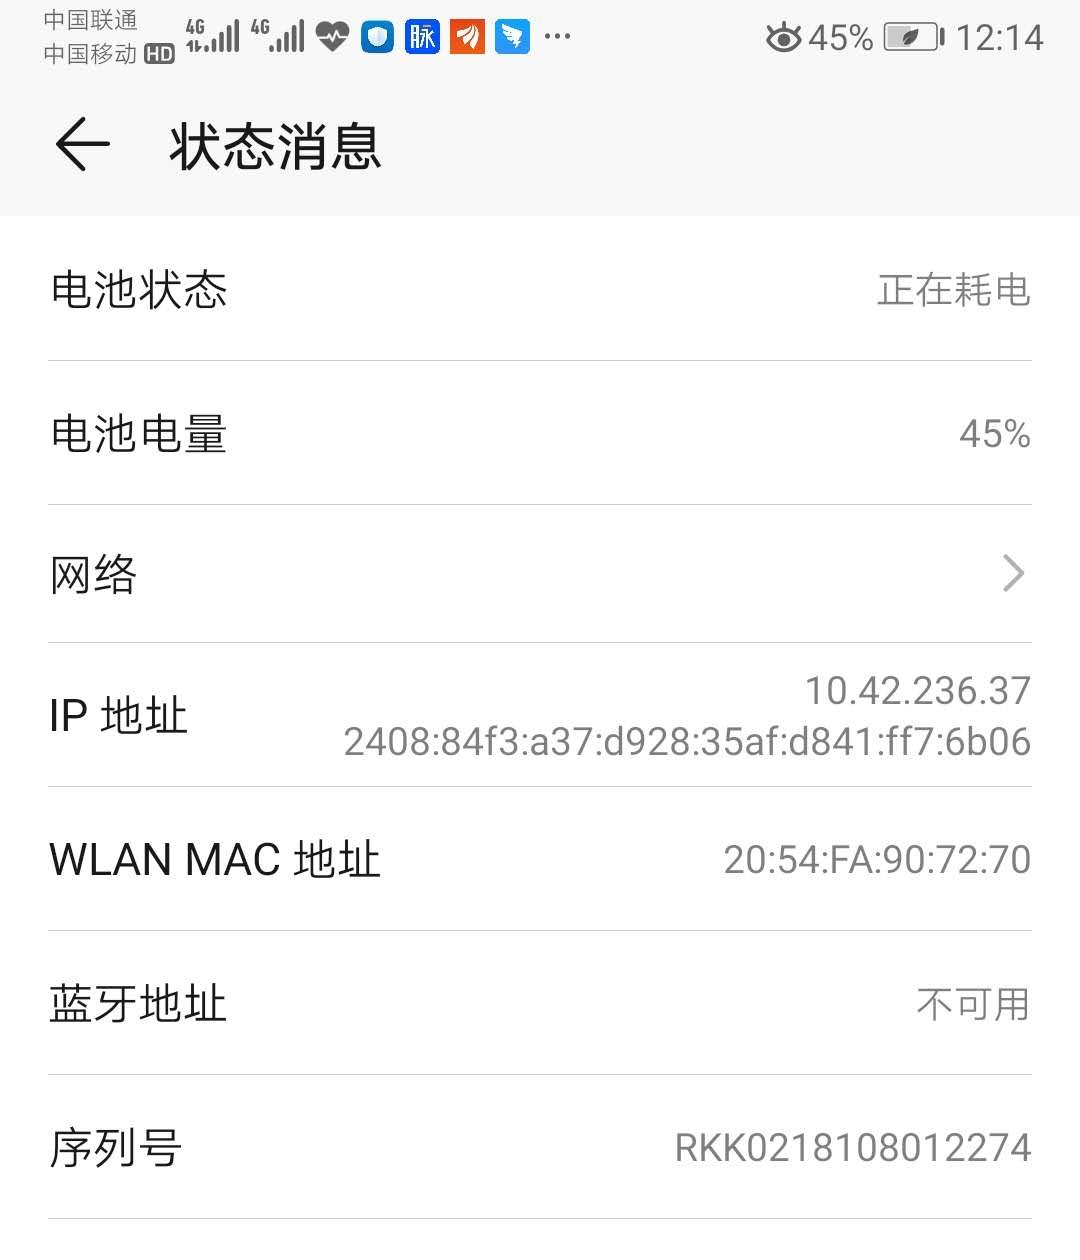 中国联通
中国移动 HD
4G 4G 脉 ... 45% 12:14
状态消息
电池状态 正在耗电
电池电量 45%
网络
IP 地址 10.42.236.37
2408:84f3:a37:d928:35af:d841:ff7:6b06
WLAN MAC 地址 20:54:FA:90:72:70
蓝牙地址 不可用
序列号 RKK0218108012274